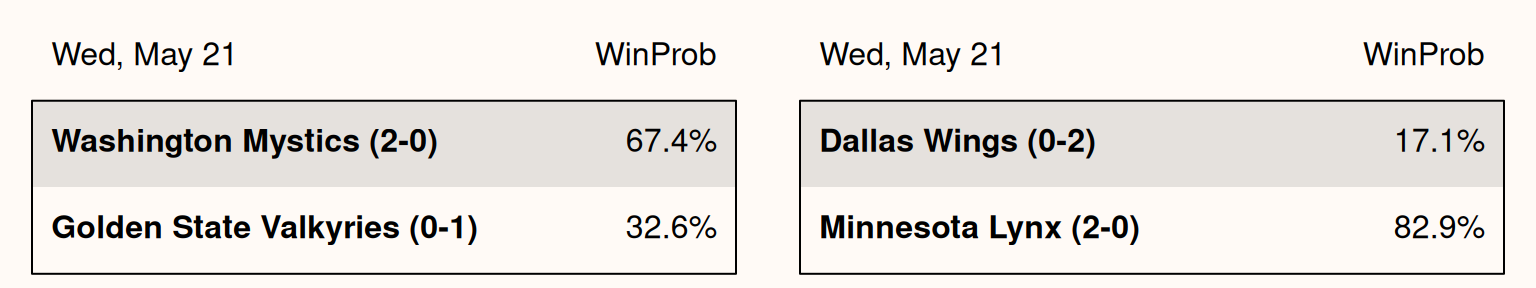 Wed, May 21 WinProb
Washington Mystics (2-0) 67.4%
Golden State Valkyries (0-1) 32.6%
Wed, May 21 WinProb
Dallas Wings (0-2) 17.1%
Minnesota Lynx (2-0) 82.9%